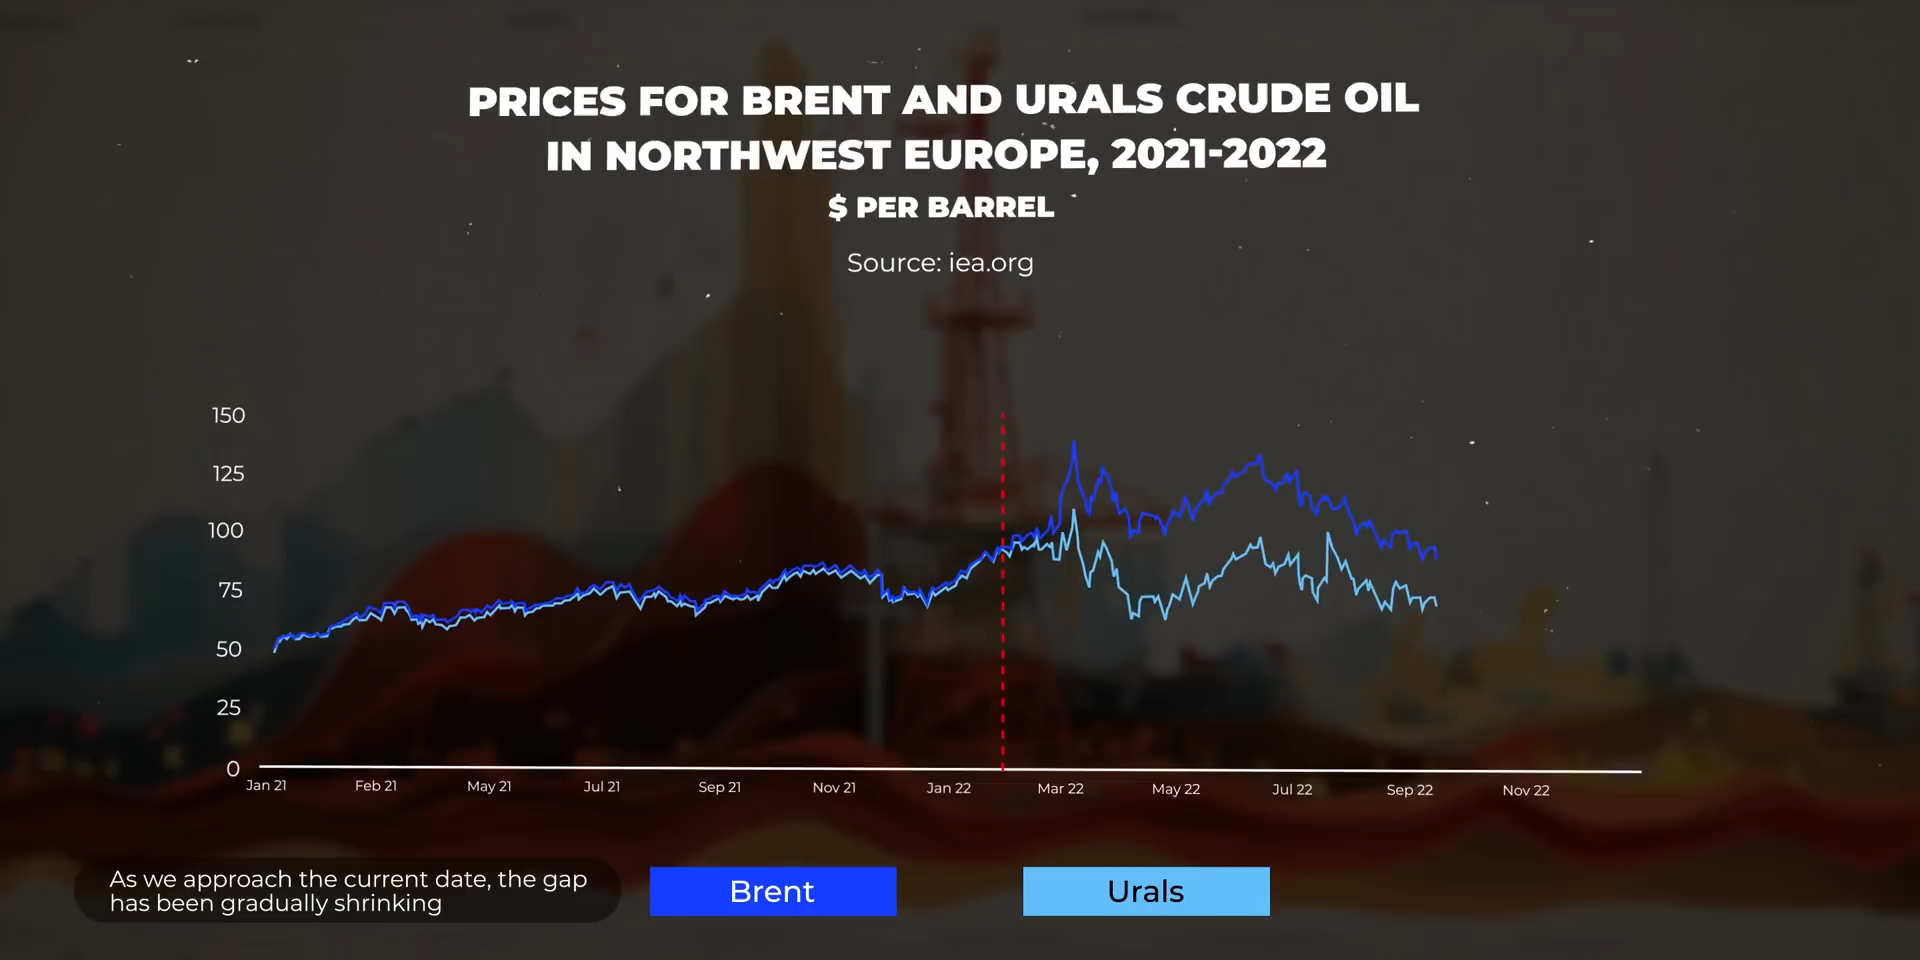 PRICES FOR BRENT AND URALS CRUDE OIL
IN NORTHWEST EUROPE, 2021-2022
$ PER BARREL
Source: iea.org
150
125
100
75
50
25
0
Jan 21 Feb 21 May 21 Jul 21 Sep 21 Nov 21 Jan 22 Mar 22 May 22 Jul 22 Sep 22 Nov 22
As we approach the current date, the gap
has been gradually shrinking
Brent
Urals